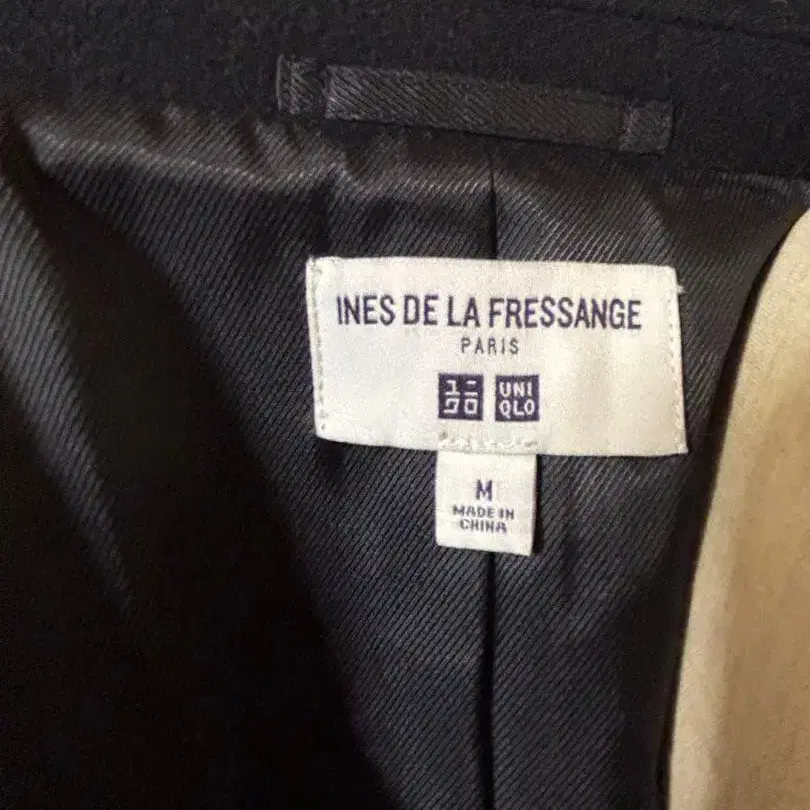 INES DE LA FRESSANGE
PARIS
ユニ UNI
クロ QLO
M
MADE IN
CHINA